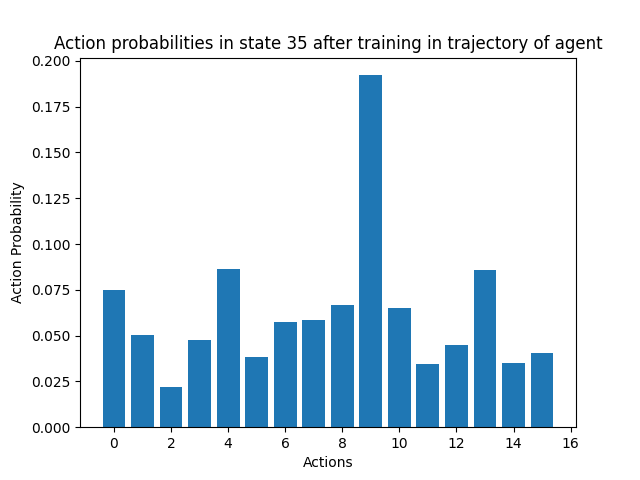 Action probabilities in state 35 after training in trajectory of agent
0.200
0.175
0.150
0.125
0.100
0.075
0.050
0.025
0.000
Action Probability
0 2 4 6 8 10 12 14 16
Actions